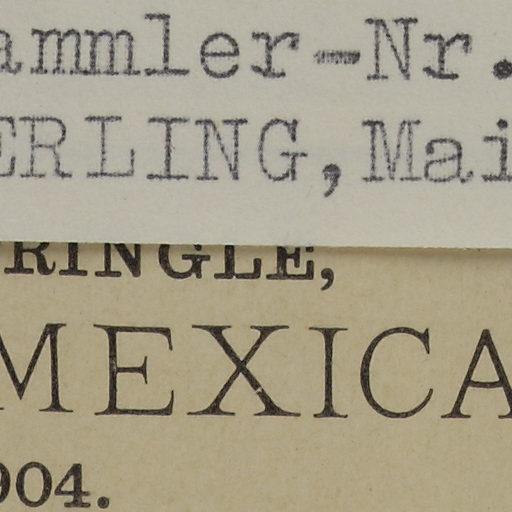 ammler-Nr.
ERLING, Mai
RINGLE,
MEXICA
904.